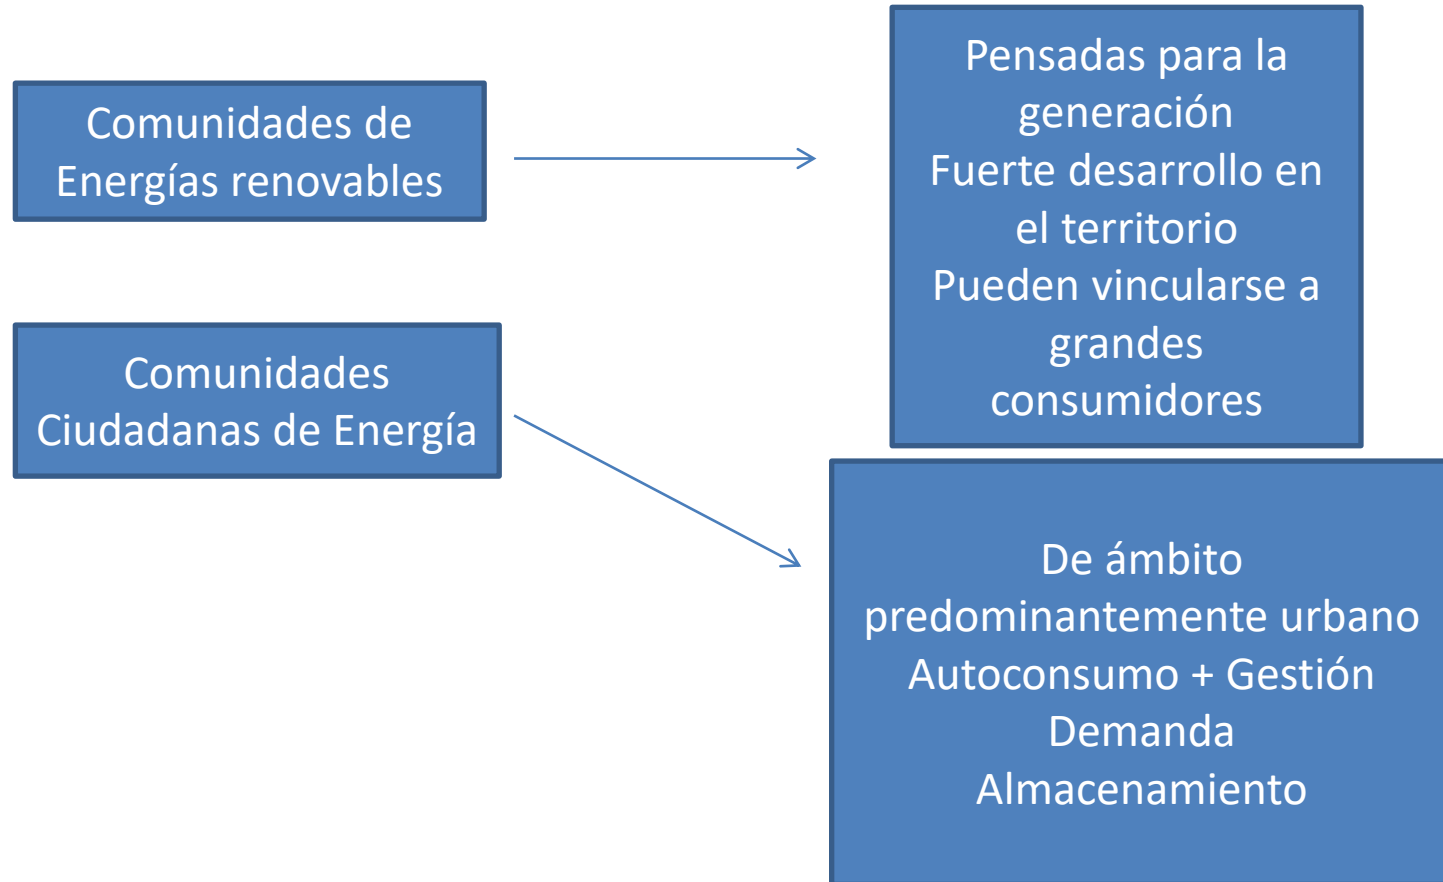 Comunidades de
Energías renovables
Pensadas para la
generación
Fuerte desarrollo en
el territorio
Pueden vincularse a
grandes
consumidores
Comunidades
Ciudadanas de Energía
De ámbito
predominantemente urbano
Autoconsumo + Gestión
Demanda
Almacenamiento